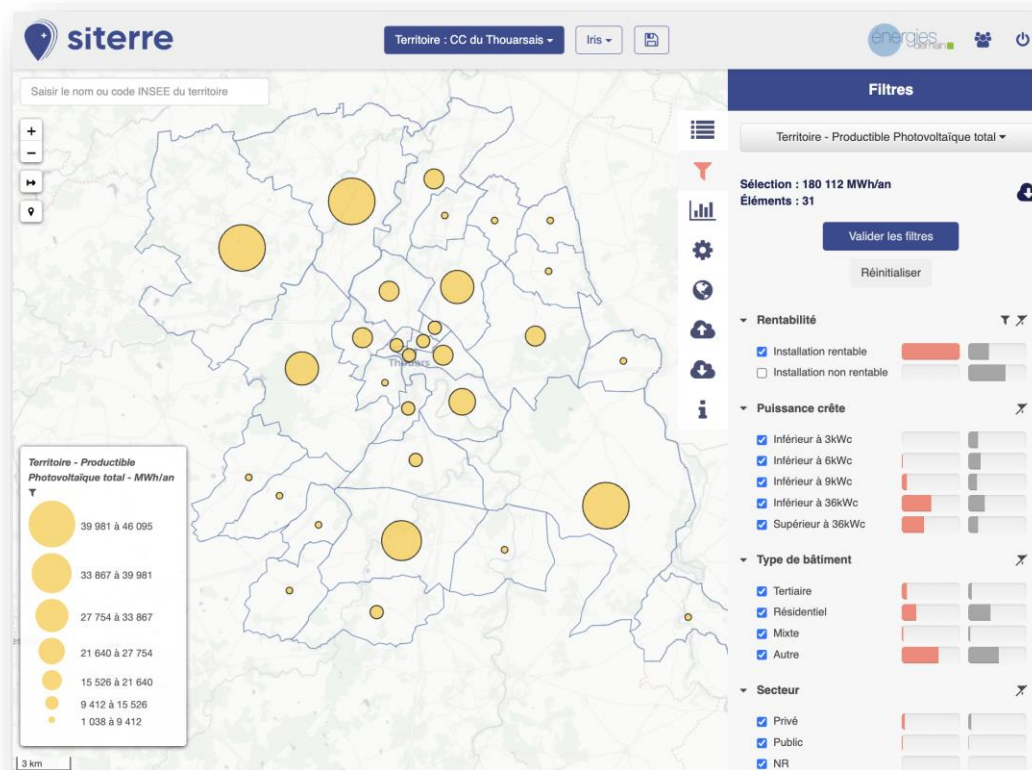 siterre
Territoire : CC du Thouarsais
Iris
énergies
demain
Saisir le nom ou code INSEE du territoire
+
−
Thouars
Territoire - Productible
Photovoltaïque total - MWh/an
39 981 à 46 095
33 867 à 39 981
27 754 à 33 867
21 640 à 27 754
15 526 à 21 640
9 412 à 15 526
1 038 à 9 412
3 km
Filtres
Territoire - Productible Photovoltaïque total
Sélection : 180 112 MWh/an
Éléments : 31
Valider les filtres
Réinitialiser
Rentabilité
Installation rentable
Installation non rentable
Puissance crête
Inférieur à 3kWc
Inférieur à 6kWc
Inférieur à 9kWc
Inférieur à 36kWc
Supérieur à 36kWc
Type de bâtiment
Tertiaire
Résidentiel
Mixte
Autre
Secteur
Privé
Public
NR